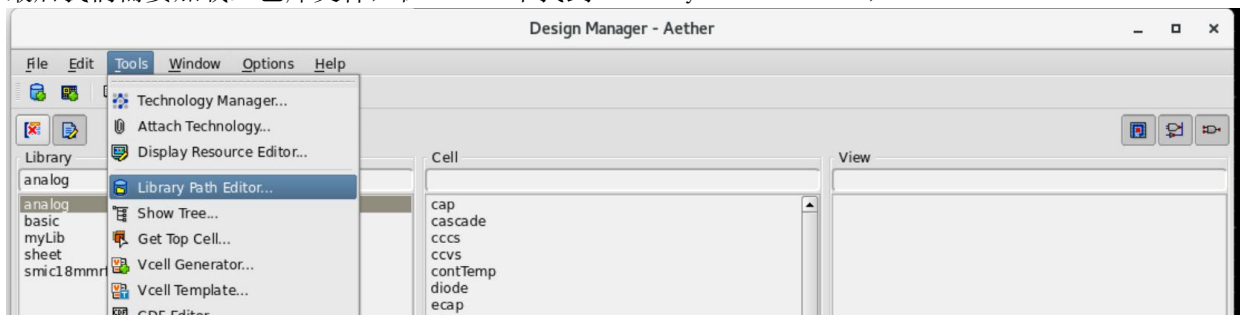 Design Manager - Aether
File Edit Tools Window Options Help
Technology Manager...
Attach Technology...
Display Resource Editor...
Library Path Editor...
Show Tree...
Get Top Cell...
Vcell Generator...
Vcell Template...
Library
analog
analog
basic
myLib
sheet
Cell
cap
cascade
cccs
ccvs
contTemp
diode
ecap
View